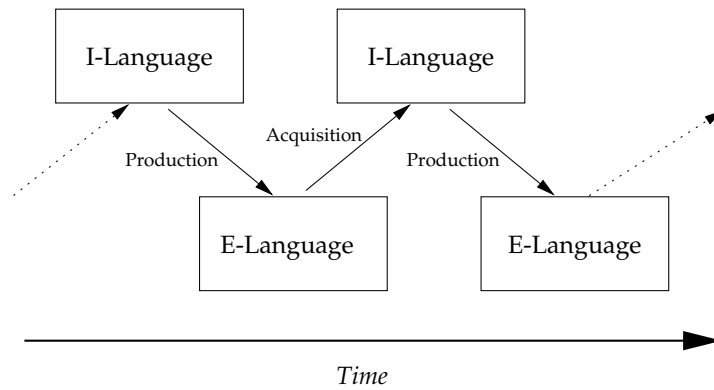 I-Language
I-Language
Production
Acquisition
Production
E-Language
E-Language
Time